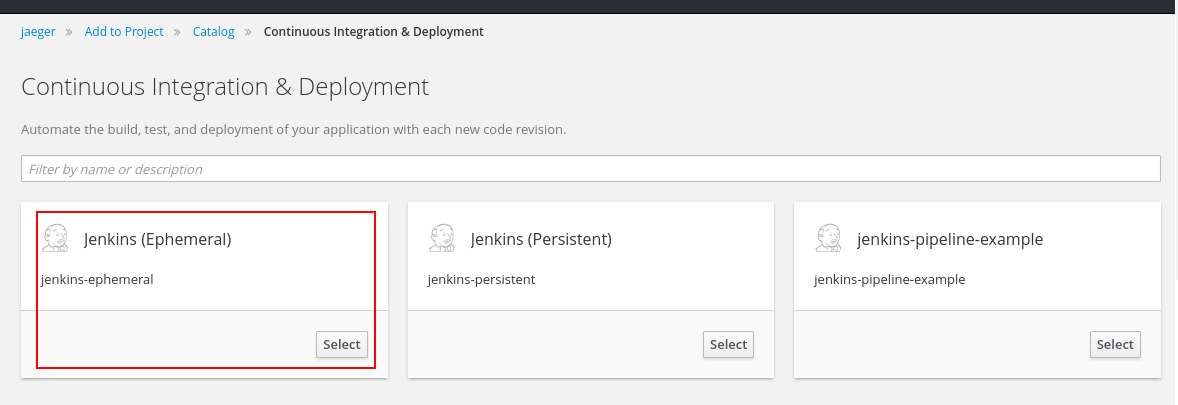 jaeger » Add to Project » Catalog » Continuous Integration & Deployment
Continuous Integration & Deployment
Automate the build, test, and deployment of your application with each new code revision.
Filter by name or description
Jenkins (Ephemeral)
jenkins-ephemeral
Select
Jenkins (Persistent)
jenkins-persistent
Select
jenkins-pipeline-example
jenkins-pipeline-example
Select